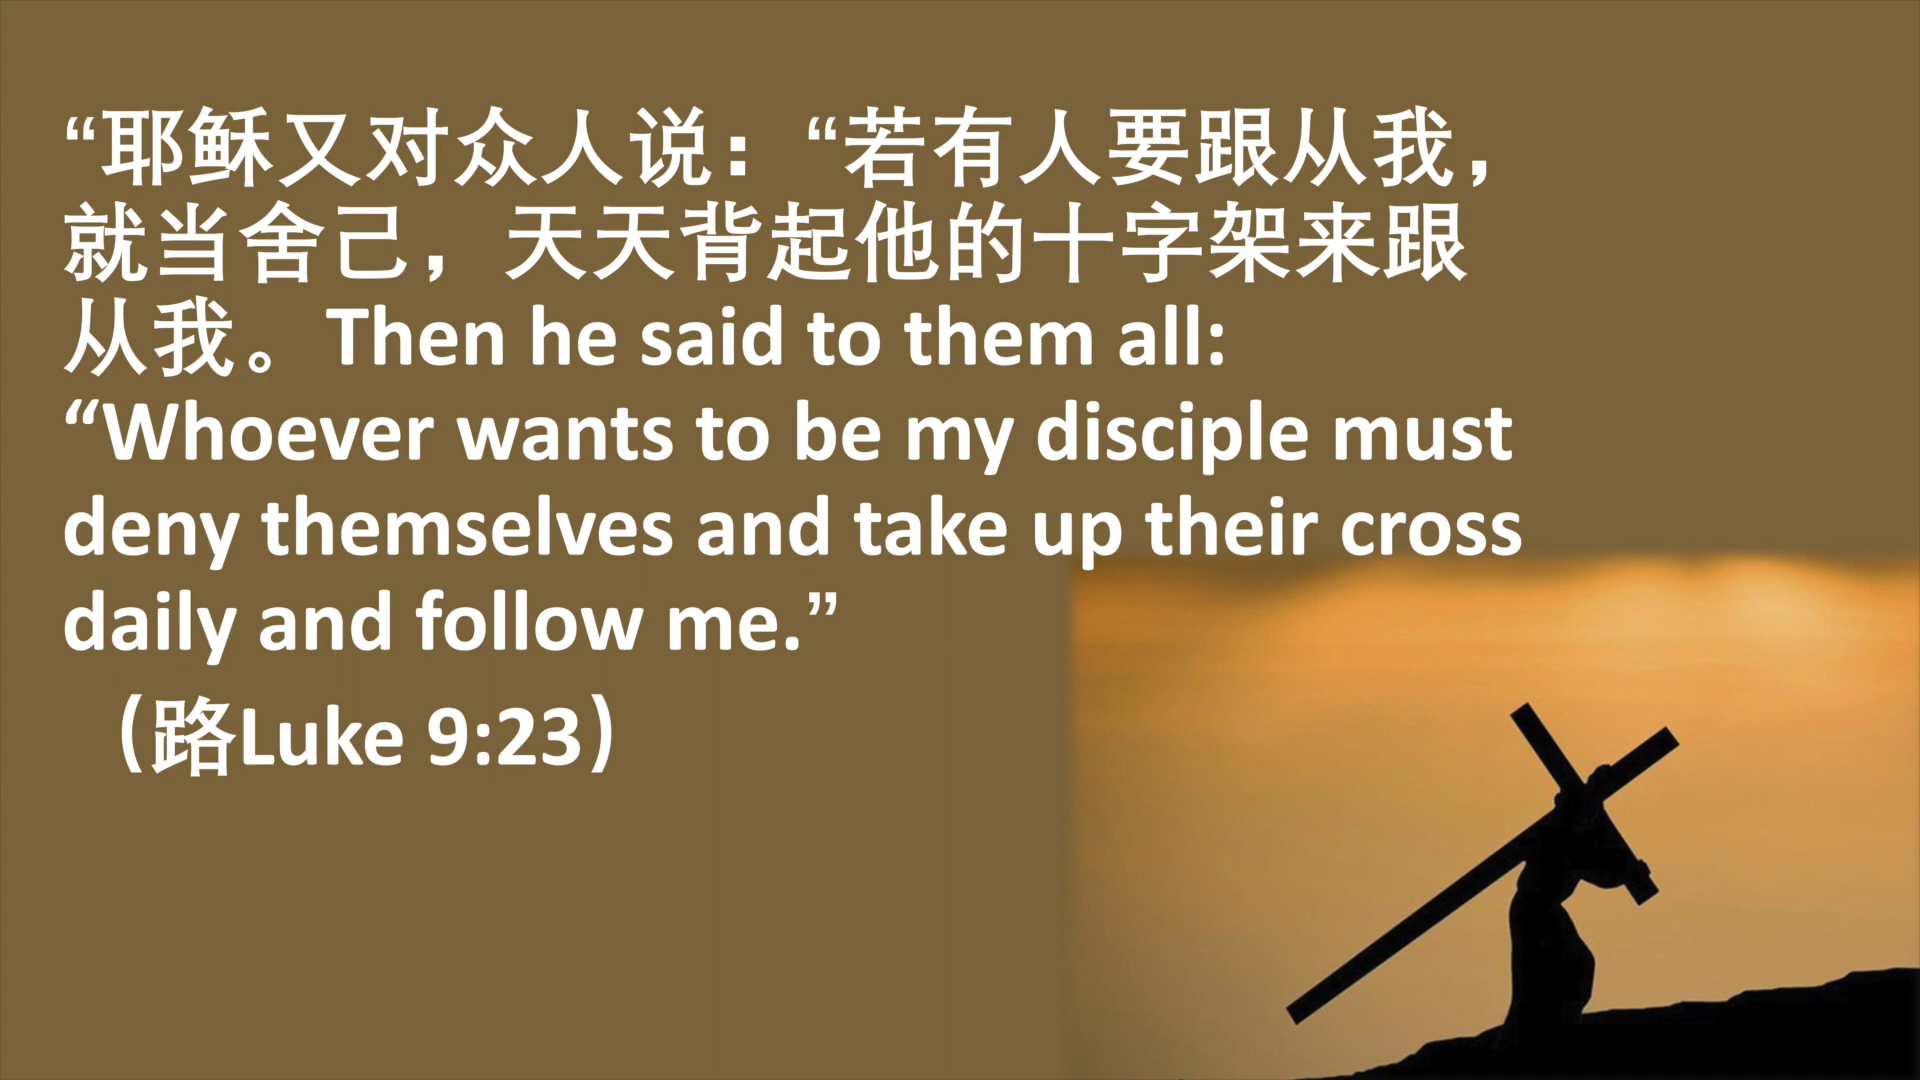 “耶稣又对众人说：“若有人要跟从我，
就当舍己，天天背起他的十字架来跟
从我。Then he said to them all:
“Whoever wants to be my disciple must
deny themselves and take up their cross
daily and follow me.”
（路Luke 9:23）